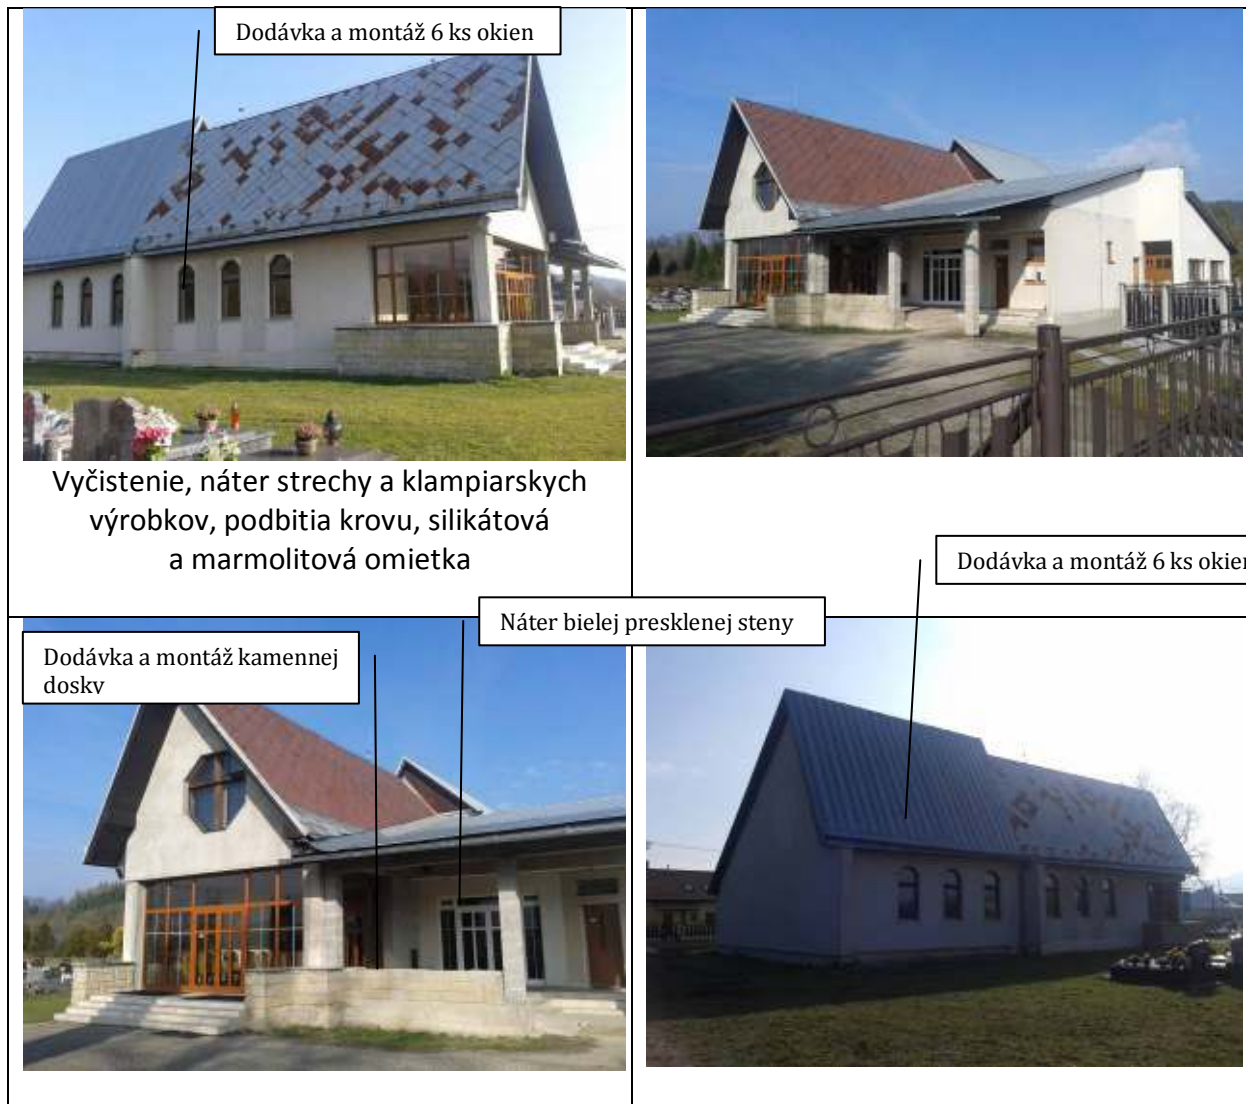 Dodávka a montáž 6 ks okien
Vyčistenie, náter strechy a klampiarskych
výrobkov, podbitia krovu, silikátová
a marmolitová omietka
Dodávka a montáž 6 ks okien
Náter bielej presklenej steny
Dodávka a montáž kamennej
dosky